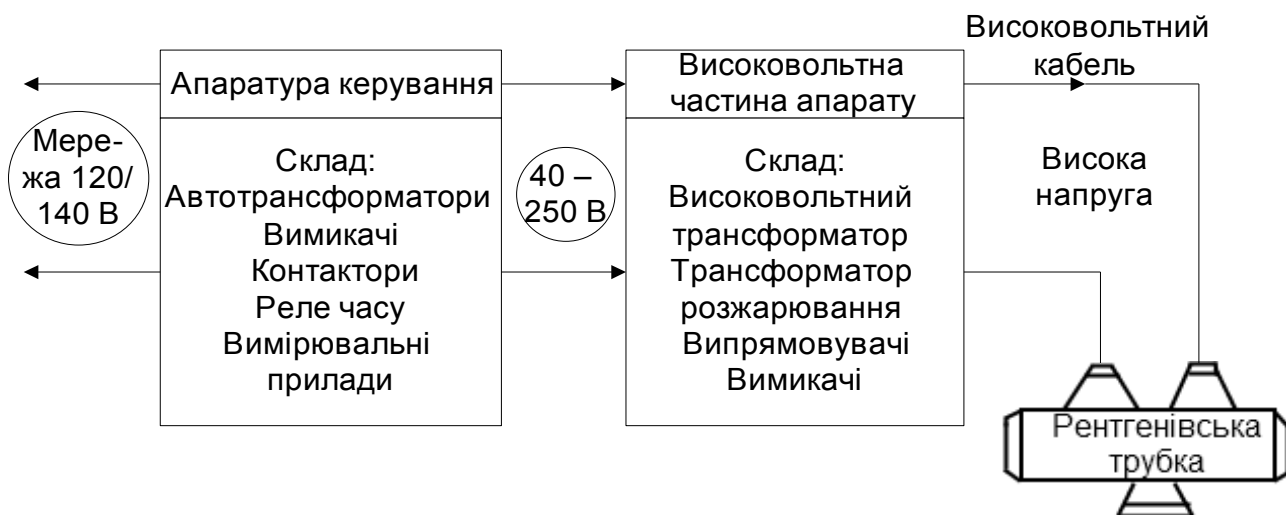 Мере-
жа 120/
140 В
Апаратура керування
Склад:
Автотрансформатори
Вимикачі
Контактори
Реле часу
Вимірювальні
прилади
40 –
250 В
Високовольтна
частина апарату
Склад:
Високовольтний
трансформатор
Трансформатор
розжарювання
Випрямовувачі
Вимикачі
Високовольтний
кабель
Висока
напруга
Рентгенівська
трубка